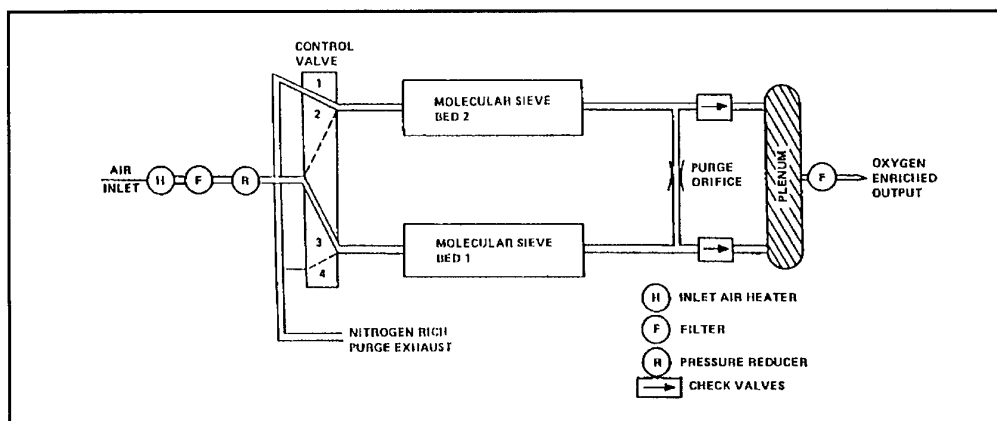 CONTROL
VALVE
1
2
3
4
MOLECULAR SIEVE
BED 2
AIR
INLET
H
F
R
PURGE
ORIFICE
PLENUM
F
OXYGEN
ENRICHED
OUTPUT
MOLECULAR SIEVE
BED 1
NITROGEN RICH
PURGE EXHAUST
H INLET AIR HEATER
F FILTER
R PRESSURE REDUCER
CHECK VALVES